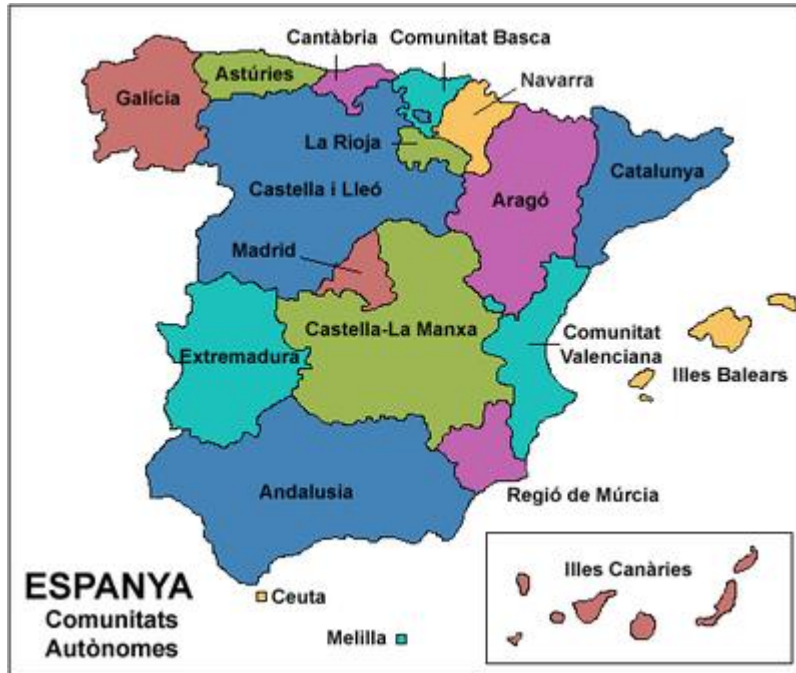 Cantàbria
Comunitat Basca
Astúries
Navarra
Galícia
La Rioja
Catalunya
Castella i Lleó
Aragó
Madrid
Castella-La Manxa
Comunitat
Valenciana
Extremadura
Illes Balears
Andalusia
Regió de Múrcia
Illes Canàries
ESPANYA
Comunitats
Autònomes
Ceuta
Melilla